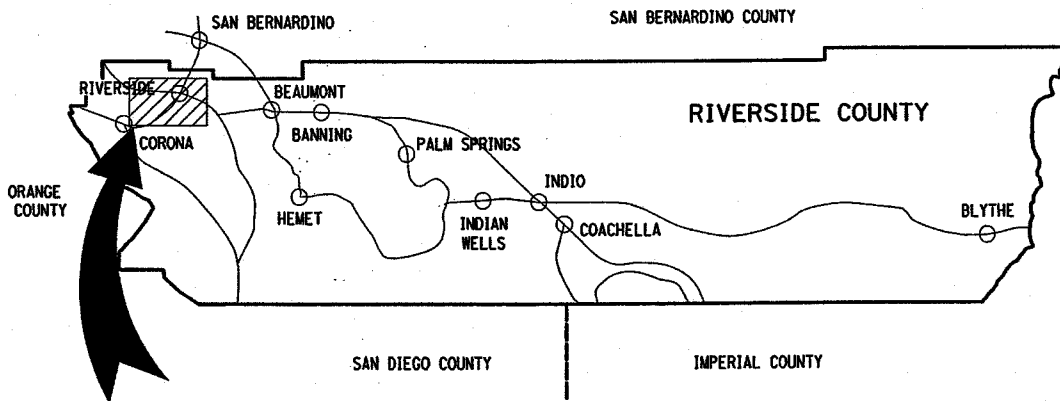 SAN BERNARDINO
SAN BERNARDINO COUNTY
RIVERSIDE
BEAUMONT
RIVERSIDE COUNTY
BANNING
CORONA
PALM SPRINGS
ORANGE
COUNTY
HEMET
INDIAN
WELLS
INDIO
COACHELLA
BLYTHE
SAN DIEGO COUNTY
IMPERIAL COUNTY